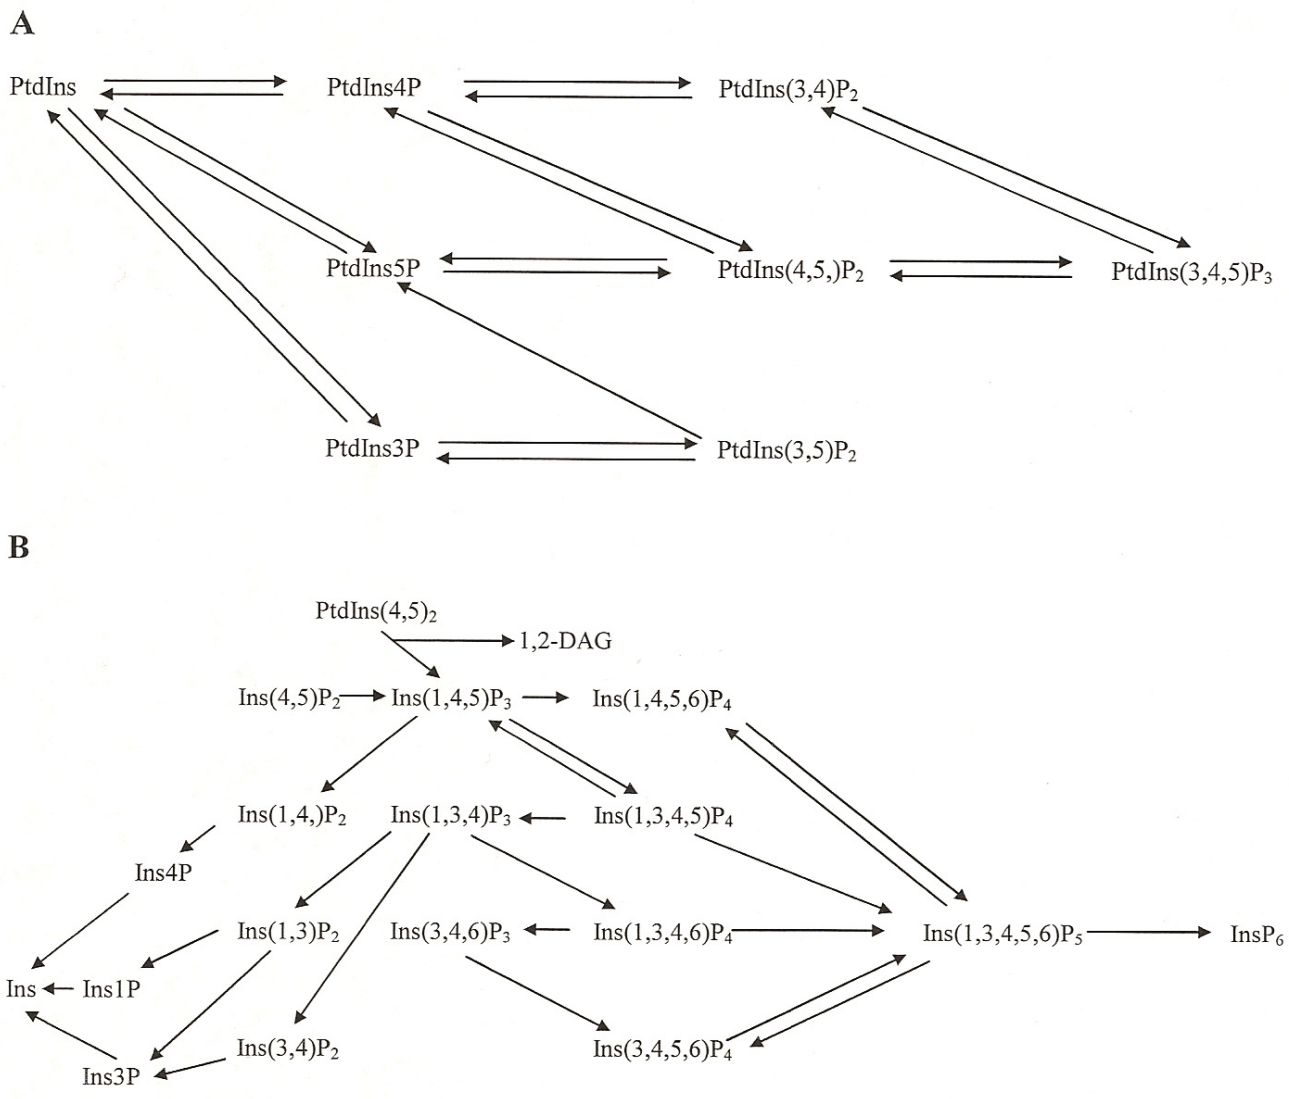 A
PtdIns PtdIns4P PtdIns(3,4)P₂
PtdIns5P PtdIns(4,5,)P₂ PtdIns(3,4,5)P₃
PtdIns3P PtdIns(3,5)P₂
B
PtdIns(4,5)₂
1,2-DAG
Ins(4,5)P₂ Ins(1,4,5)P₃ Ins(1,4,5,6)P₄
Ins(1,4,)P₂ Ins(1,3,4)P₃ Ins(1,3,4,5)P₄
Ins4P
Ins(1,3)P₂ Ins(3,4,6)P₃ Ins(1,3,4,6)P₄ Ins(1,3,4,5,6)P₅ InsP₆
Ins Ins1P
Ins(3,4)P₂ Ins(3,4,5,6)P₄
Ins3P